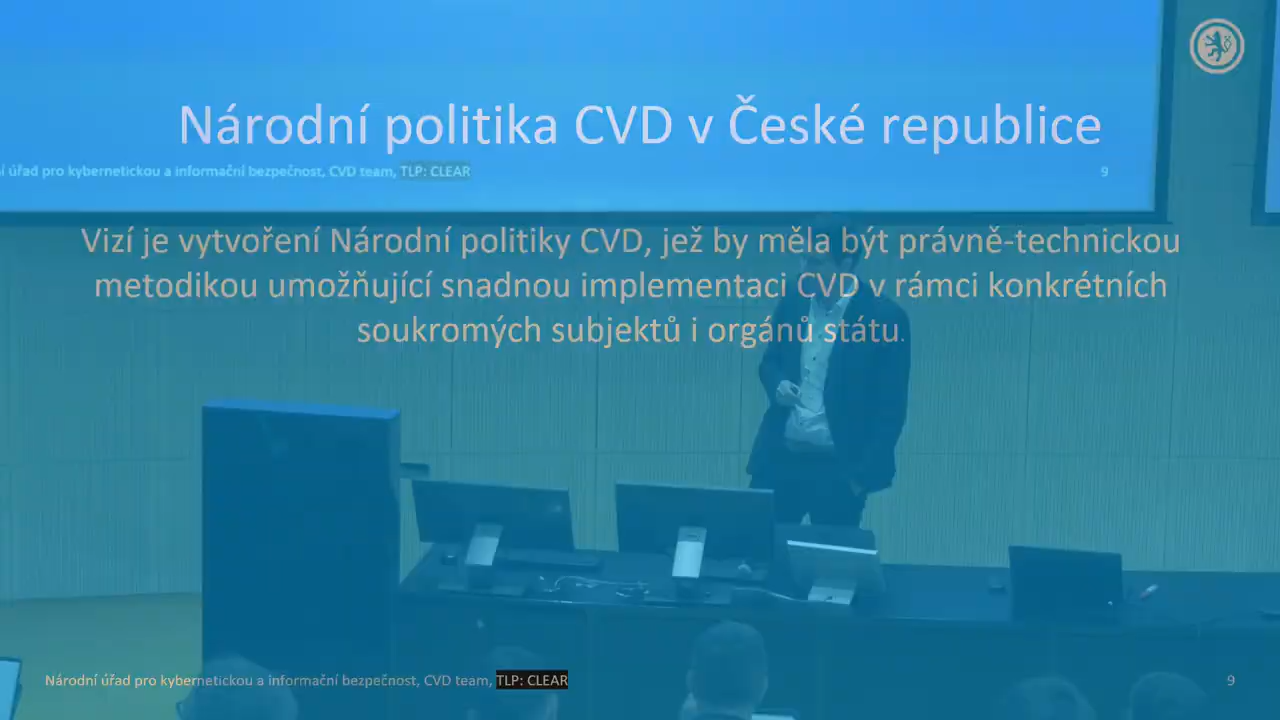 Národní politika CVD v České republice
í úřad pro kybernetickou a informační bezpečnost, CVD team, TLP: CLEAR
9
Vizí je vytvoření Národní politiky CVD, jež by měla být právně-technickou
metodikou umožňující snadnou implementaci CVD v rámci konkrétních
soukromých subjektů i orgánů státu.
Národní úřad pro kybernetickou a informační bezpečnost, CVD team, TLP: CLEAR
9